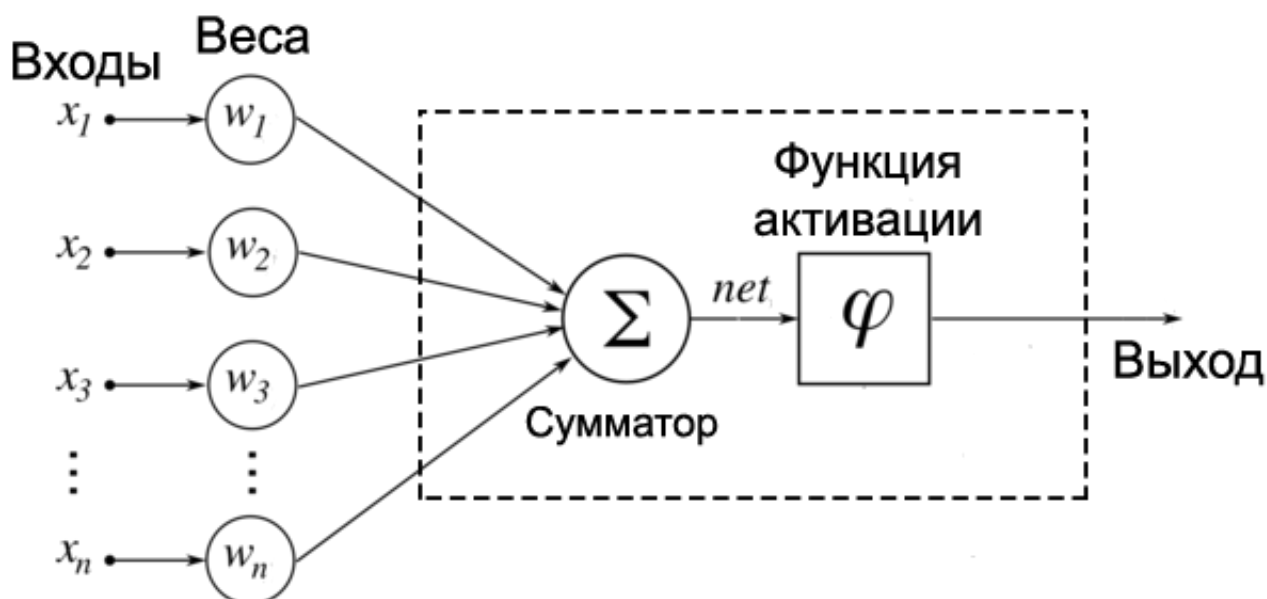 Входы
Веса
x₁
w₁
x₂
w₂
x₃
w₃
⋮
⋮
xₙ
wₙ
Σ
Сумматор
net
Функция
активации
φ
Выход